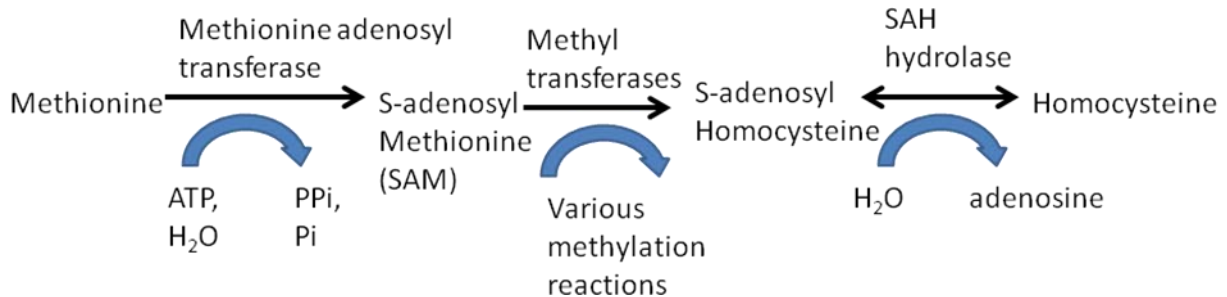 Methionine adenosyl
transferase
Methyl
transferases
SAH
hydrolase
Methionine
S-adenosyl
Methionine
(SAM)
S-adenosyl
Homocysteine
Homocysteine
ATP,
H₂O
PPi,
Pi
Various
methylation
reactions
H₂O
adenosine